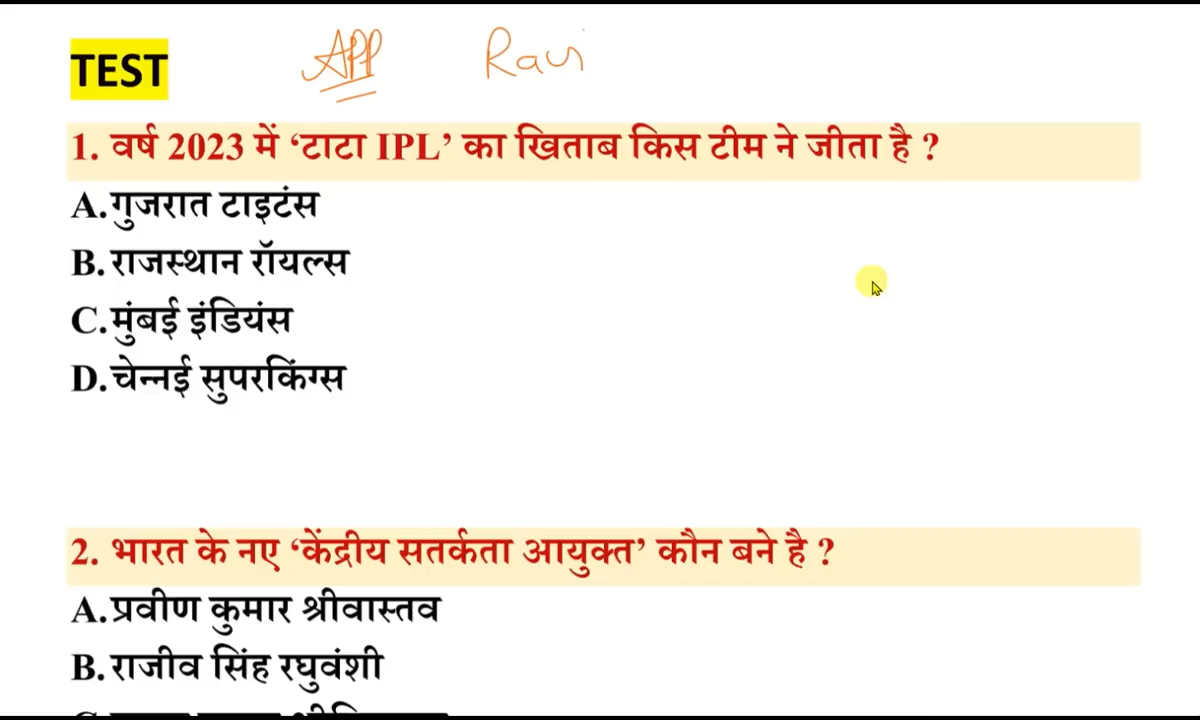 TEST APP Ravi
1. वर्ष 2023 में ‘टाटा IPL’ का खिताब किस टीम ने जीता है ?
A.गुजरात टाइटंस
B.राजस्थान रॉयल्स
C.मुंबई इंडियंस
D.चेन्नई सुपरकिंग्स
2. भारत के नए ‘केंद्रीय सतर्कता आयुक्त’ कौन बने है ?
A.प्रवीण कुमार श्रीवास्तव
B.राजीव सिंह रघुवंशी